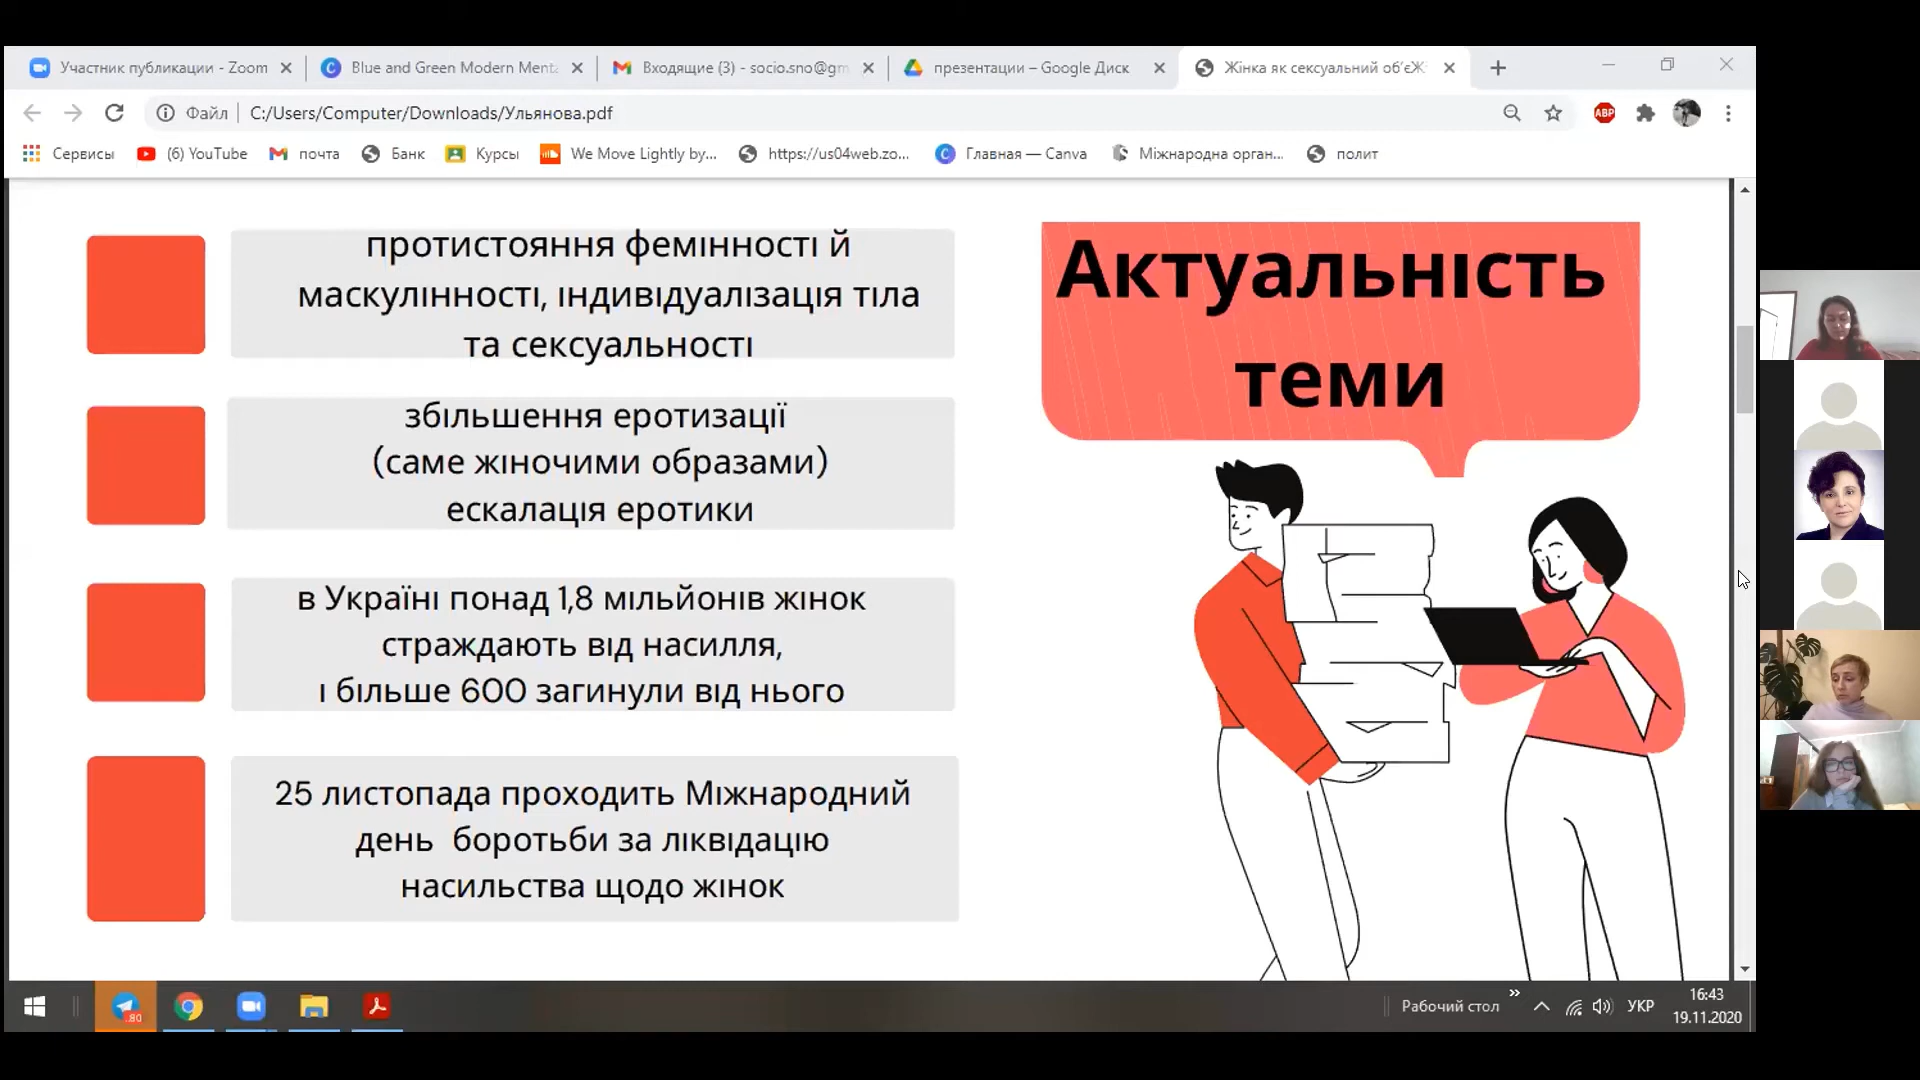 Участник публикации - Zoom
Blue and Green Modern Menta
Входящие (3) - socio.sno@gm
презентации – Google Диск
Жінка як сексуальний об'єЖ
Файл
C:/Users/Computer/Downloads/Ульянова.pdf
ABP
Сервисы
(6) YouTube
почта
Банк
Курсы
We Move Lightly by...
https://us04web.zo...
Главная — Canva
Міжнародна орган...
полит
протистояння фемінності й
маскулінності, індивідуалізація тіла
та сексуальності
збільшення еротизації
(саме жіночими образами)
ескалація еротики
в Україні понад 1,8 мільйонів жінок
страждають від насилля,
і більше 600 загинули від нього
25 листопада проходить Міжнародний
день  боротьби за ліквідацію
насильства щодо жінок
Актуальність
теми
80
Рабочий стол
УКР
16:43
19.11.2020